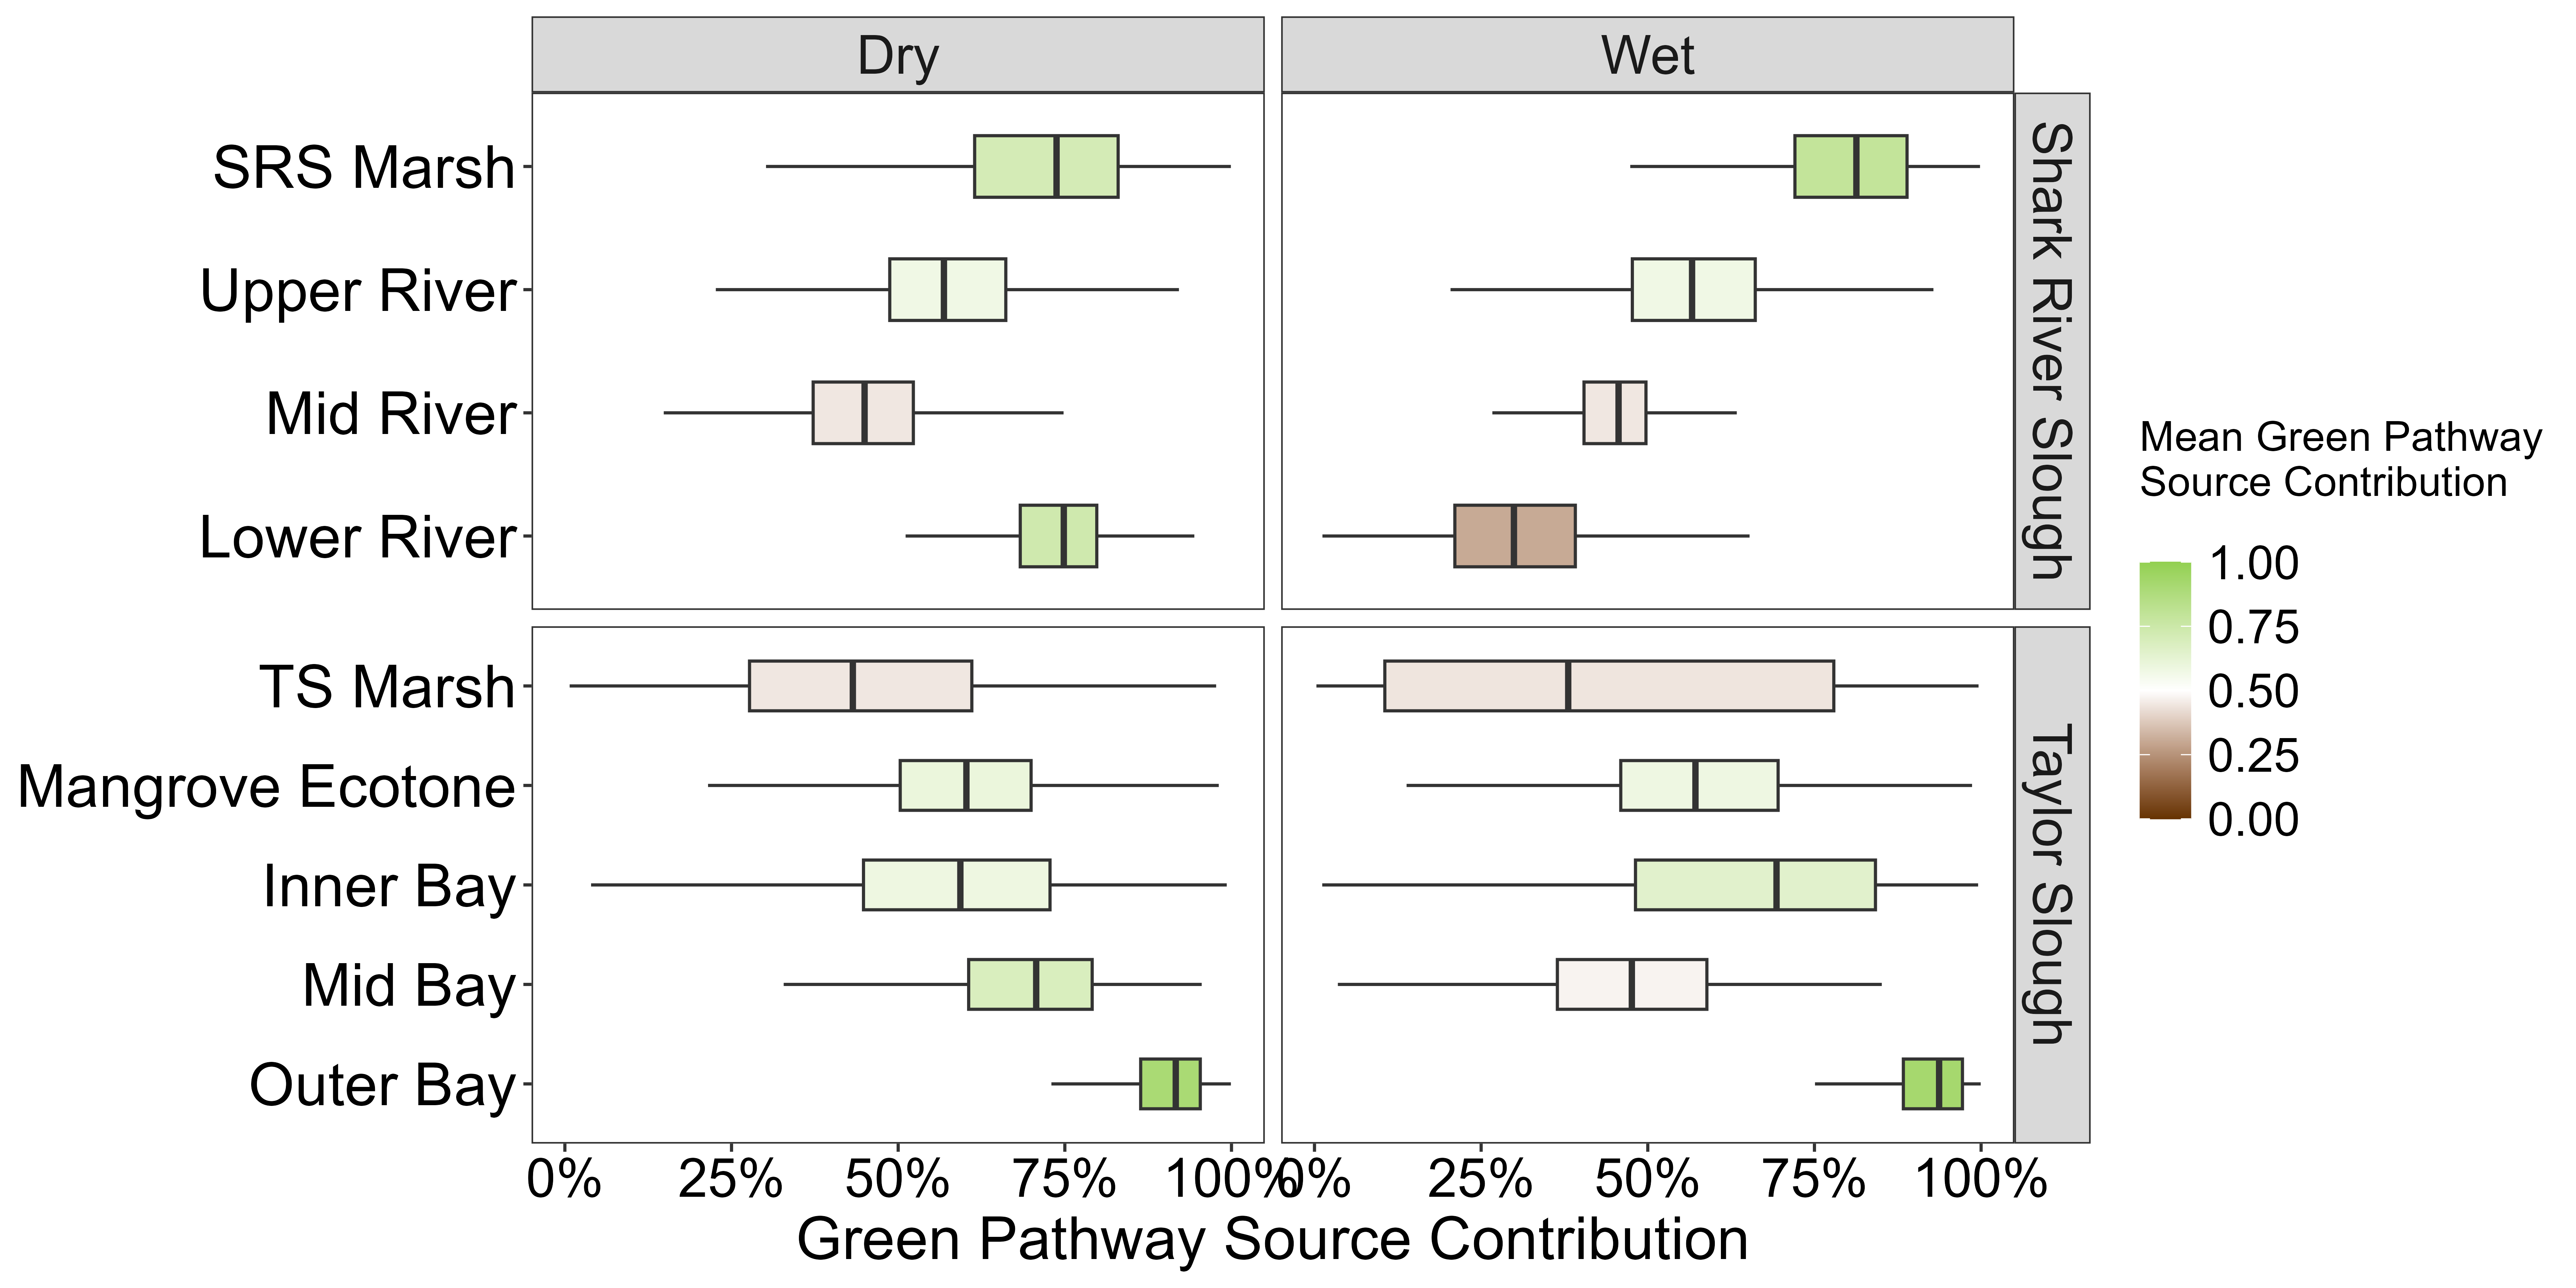 Dry
Wet
Shark River Slough
SRS Marsh
Upper River
Mid River
Lower River
Taylor Slough
TS Marsh
Mangrove Ecotone
Inner Bay
Mid Bay
Outer Bay
0% 25% 50% 75% 100%
0% 25% 50% 75% 100%
Green Pathway Source Contribution
Mean Green Pathway
Source Contribution
1.00
0.75
0.50
0.25
0.00